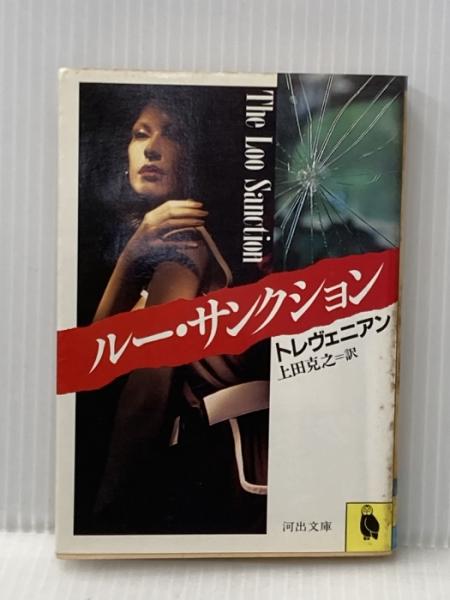 The Loo Sanction
ルー・サンクション
トレヴェニアン
上田克之=訳
河出文庫